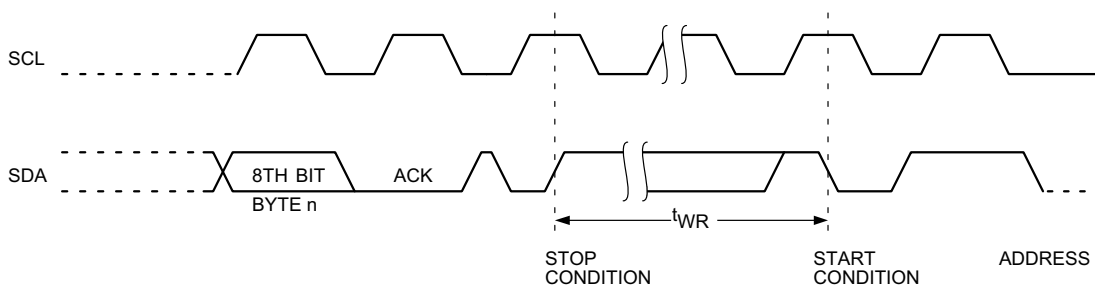 SCL
SDA
8TH BIT
ACK
BYTE n
tWR
STOP
CONDITION
START
CONDITION
ADDRESS